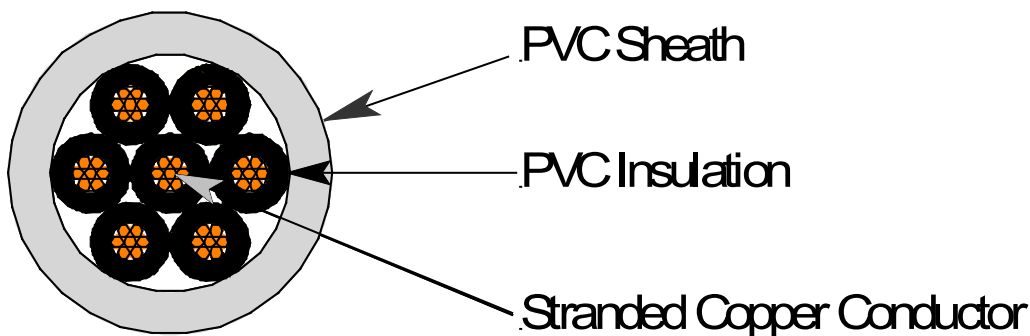 PVC Sheath
PVC Insulation
Stranded Copper Conductor